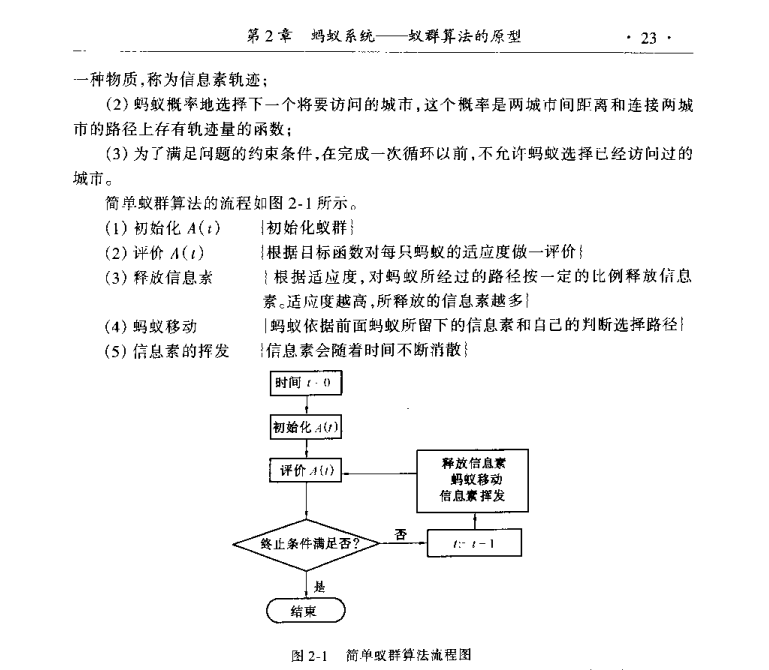 第 2 章 蚂蚁系统——蚁群算法的原型 · 23 ·
一种物质,称为信息素轨迹;
(2) 蚂蚁概率地选择下一个将要访问的城市,这个概率是两城市间距离和连接两城
市的路径上存有轨迹量的函数;
(3) 为了满足问题的约束条件,在完成一次循环以前,不允许蚂蚁选择已经访问过的
城市。
简单蚁群算法的流程如图 2-1 所示。
(1) 初始化 A(t) {初始化蚁群}
(2) 评价 A(t) {根据目标函数对每只蚂蚁的适应度做一评价}
(3) 释放信息素 {根据适应度,对蚂蚁所经过的路径按一定的比例释放信息
素。适应度越高,所释放的信息素越多}
(4) 蚂蚁移动 {蚂蚁依据前面蚂蚁所留下的信息素和自己的判断选择路径}
(5) 信息素的挥发 {信息素会随着时间不断消散}
时间 t 0
初始化 A(t)
评价 A(t)
释放信息素
蚂蚁移动
信息素挥发
终止条件满足否?
否
是
结束
图 2-1 简单蚁群算法流程图